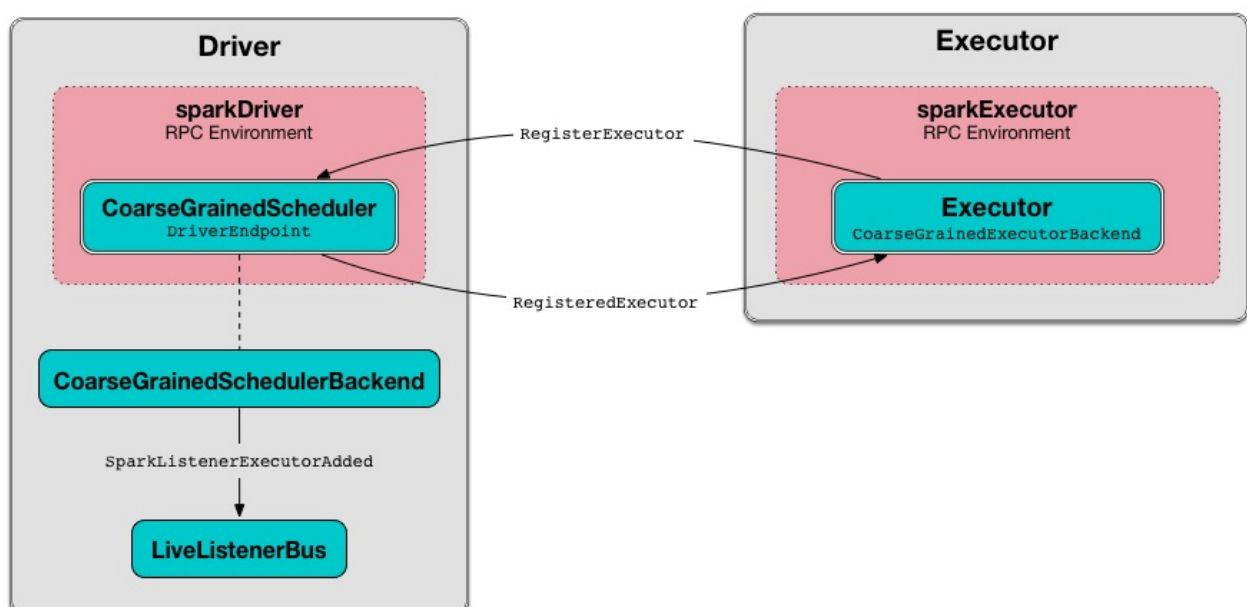 Driver
sparkDriver
RPC Environment
CoarseGrainedScheduler
DriverEndpoint
CoarseGrainedSchedulerBackend
SparkListenerExecutorAdded
LiveListenerBus
RegisterExecutor
RegisteredExecutor
Executor
sparkExecutor
RPC Environment
Executor
CoarseGrainedExecutorBackend